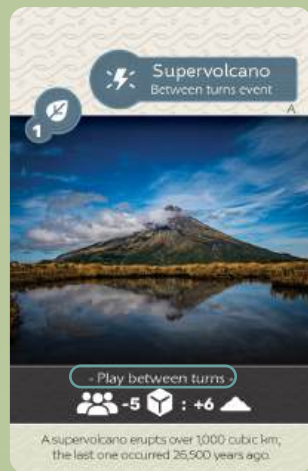 Supervolcano
Between turns event
A
1
- Play between turns -
-5 : +6
A supervolcano erupts over 1,000 cubic km,
the last one occurred 26,500 years ago.